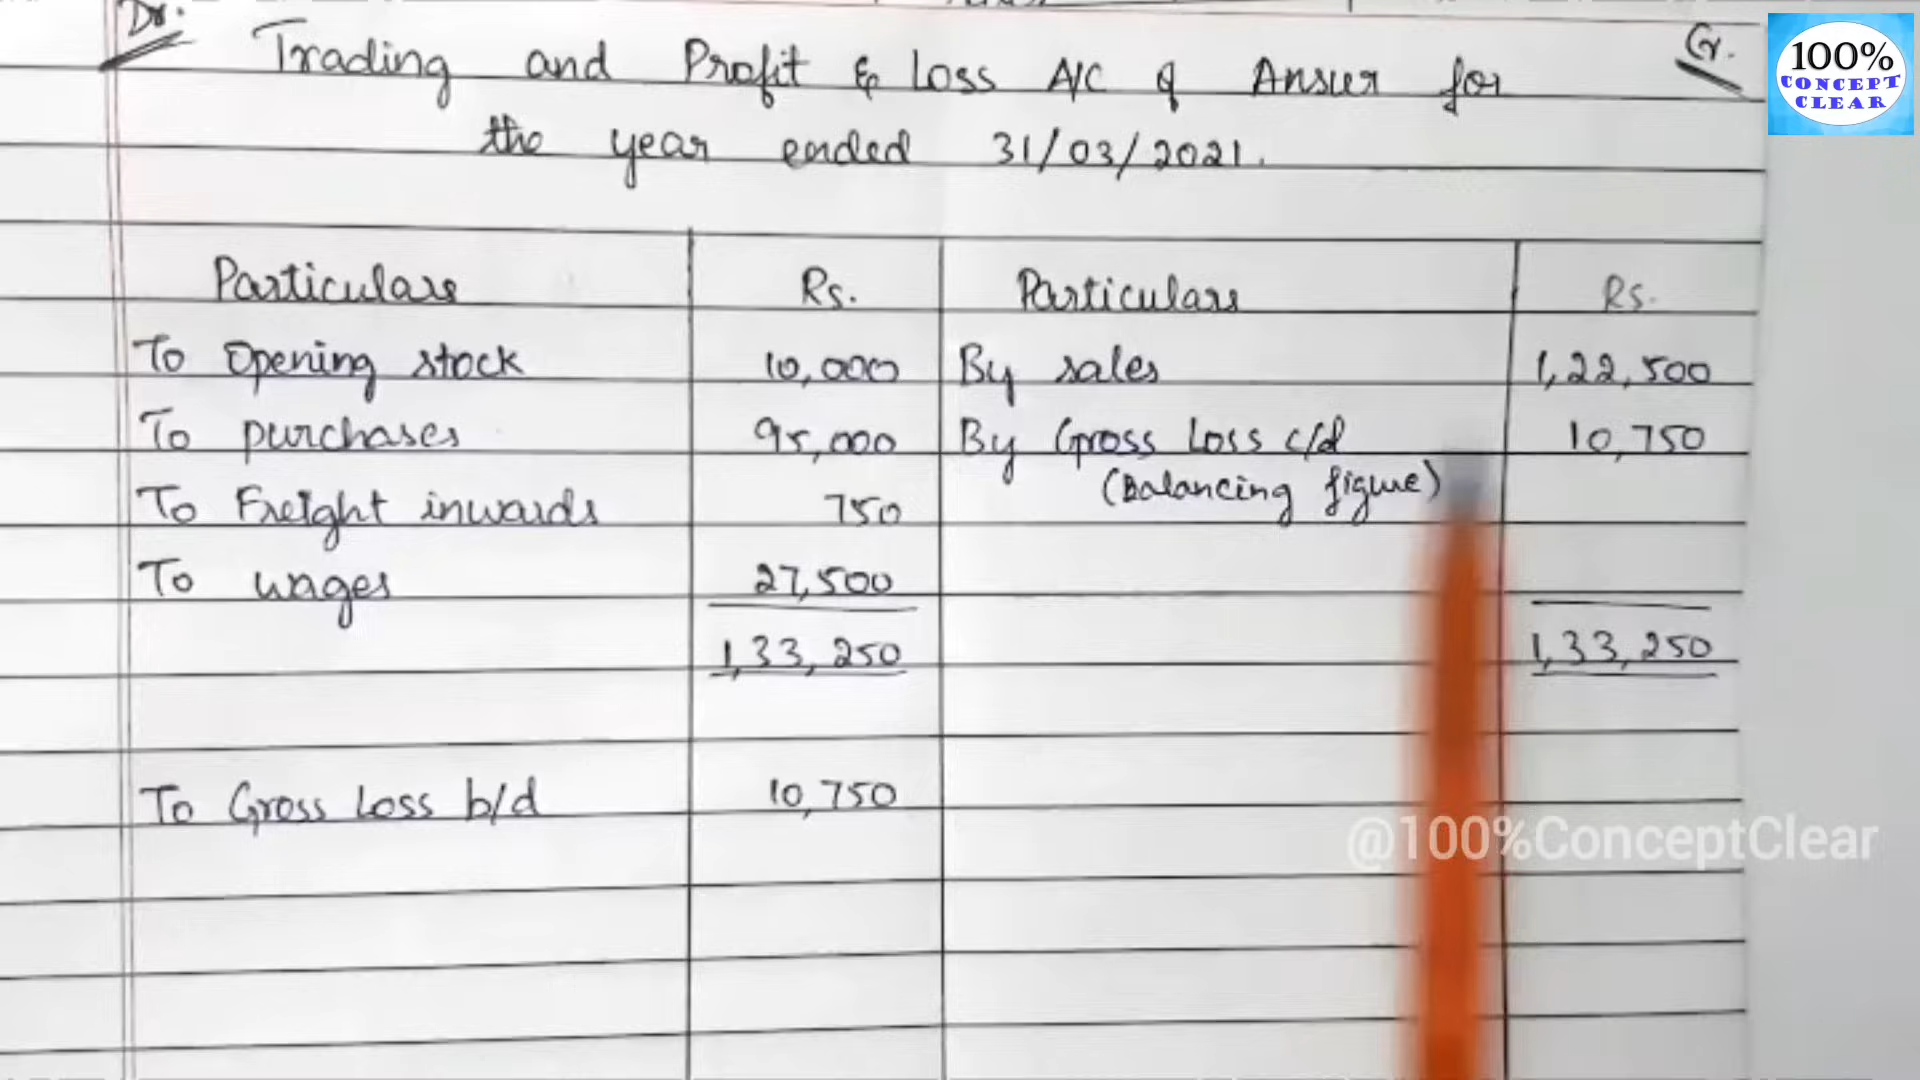 Dr.
Cr.
100%
CONCEPT
CLEAR
Trading and Profit & Loss A/C of Anser for
the year ended 31/03/2021.
Particulars Rs. Particulars Rs.
To Opening stock 10,000 By sales 1,22,500
To purchases 95,000 By Gross Loss c/d 10,750
(Balancing figure)
To Freight inwards 750
To wages 27,500
1,33,250 1,33,250
To Gross Loss b/d 10,750
@100%ConceptClear